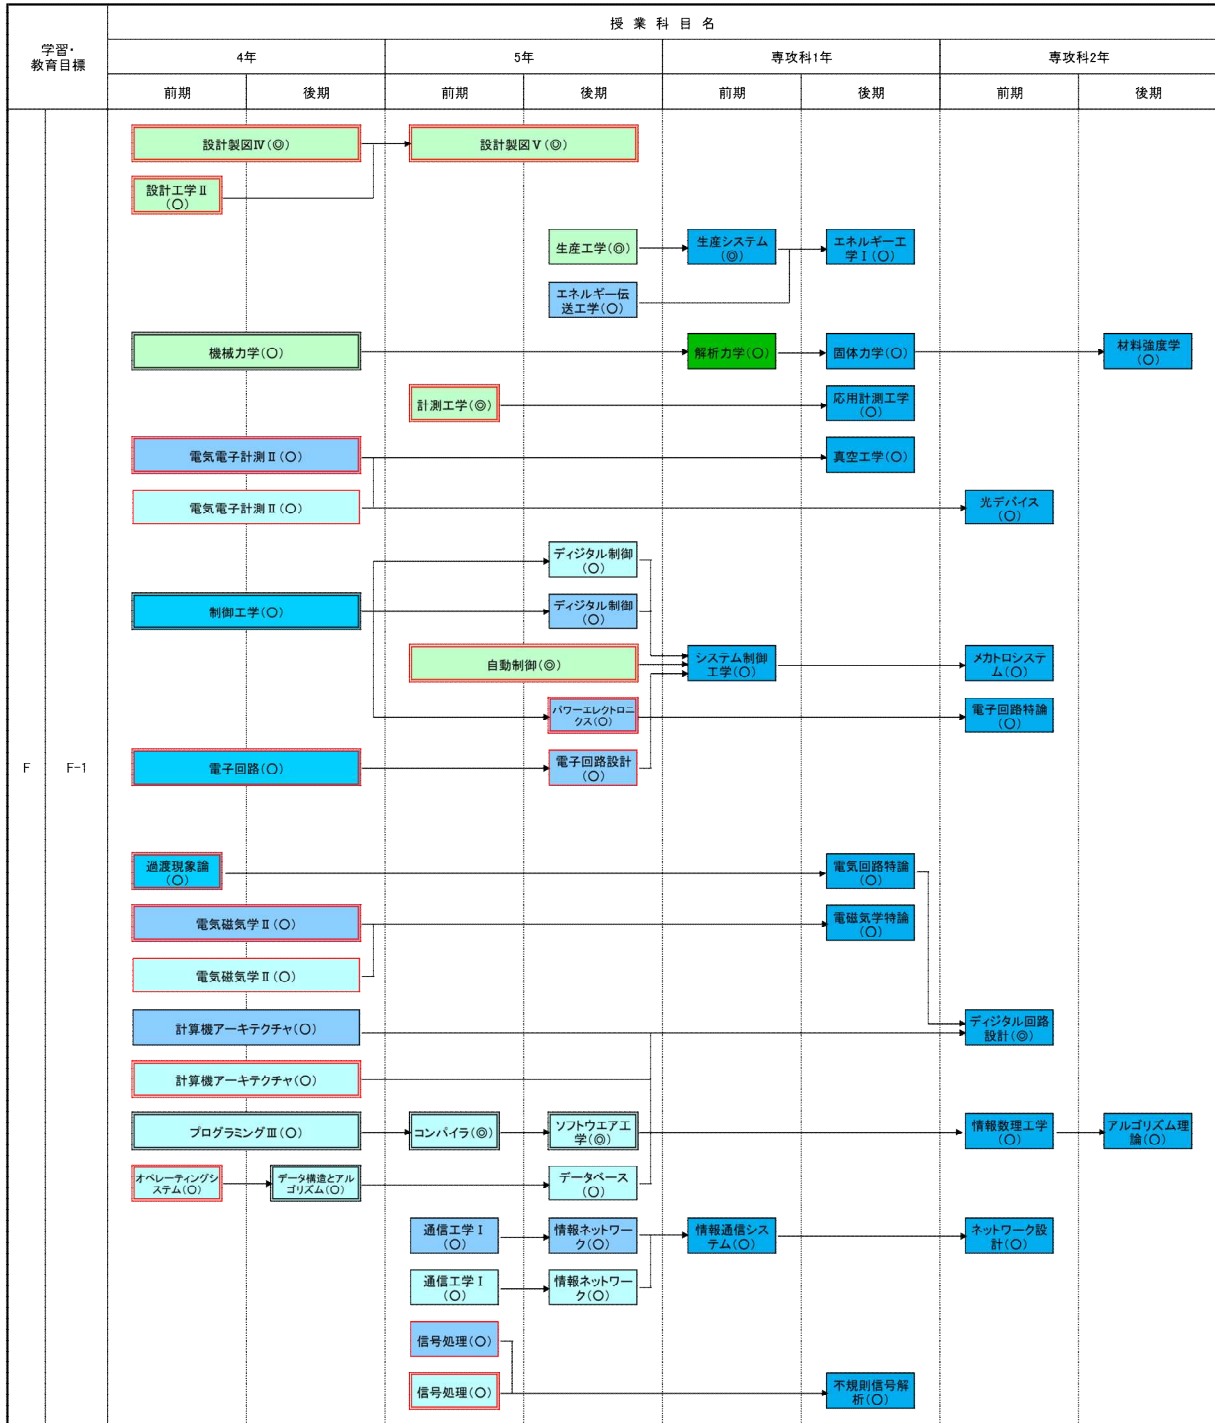 授 業 科 目 名
学習・
教育目標
4年
5年
専攻科1年
専攻科2年
前期
後期
前期
後期
前期
後期
前期
後期
設計製図Ⅳ(◎)
設計製図Ⅴ(◎)
設計工学Ⅱ
(○)
生産工学(◎)
生産システム
(◎)
エネルギー工
学Ⅰ(○)
エネルギー伝
送工学(○)
機械力学(○)
解析力学(○)
固体力学(○)
材料強度学
(○)
計測工学(◎)
応用計測工学
(○)
電気電子計測Ⅱ(○)
真空工学(○)
電気電子計測Ⅱ(○)
光デバイス
(○)
ディジタル制御
(○)
制御工学(○)
ディジタル制御
(○)
自動制御(◎)
システム制御
工学(○)
メカトロシステ
ム(○)
パワーエレクトロニ
クス(○)
電子回路特論
(○)
F
F-1
電子回路(○)
電子回路設計
(○)
過渡現象論
(○)
電気回路特論
(○)
電気磁気学Ⅱ(○)
電磁気学特論
(○)
電気磁気学Ⅱ(○)
計算機アーキテクチャ(○)
ディジタル回路
設計(◎)
計算機アーキテクチャ(○)
プログラミングⅢ(○)
コンパイラ(◎)
ソフトウエア工
学(◎)
情報数理工学
(○)
アルゴリズム理
論(○)
オペレーティングシ
ステム(○)
データ構造とアル
ゴリズム(○)
データベース
(○)
通信工学Ⅰ
(○)
情報ネットワー
ク(○)
情報通信シス
テム(○)
ネットワーク設
計(○)
通信工学Ⅰ
(○)
情報ネットワー
ク(○)
信号処理(○)
信号処理(○)
不規則信号解
析(○)